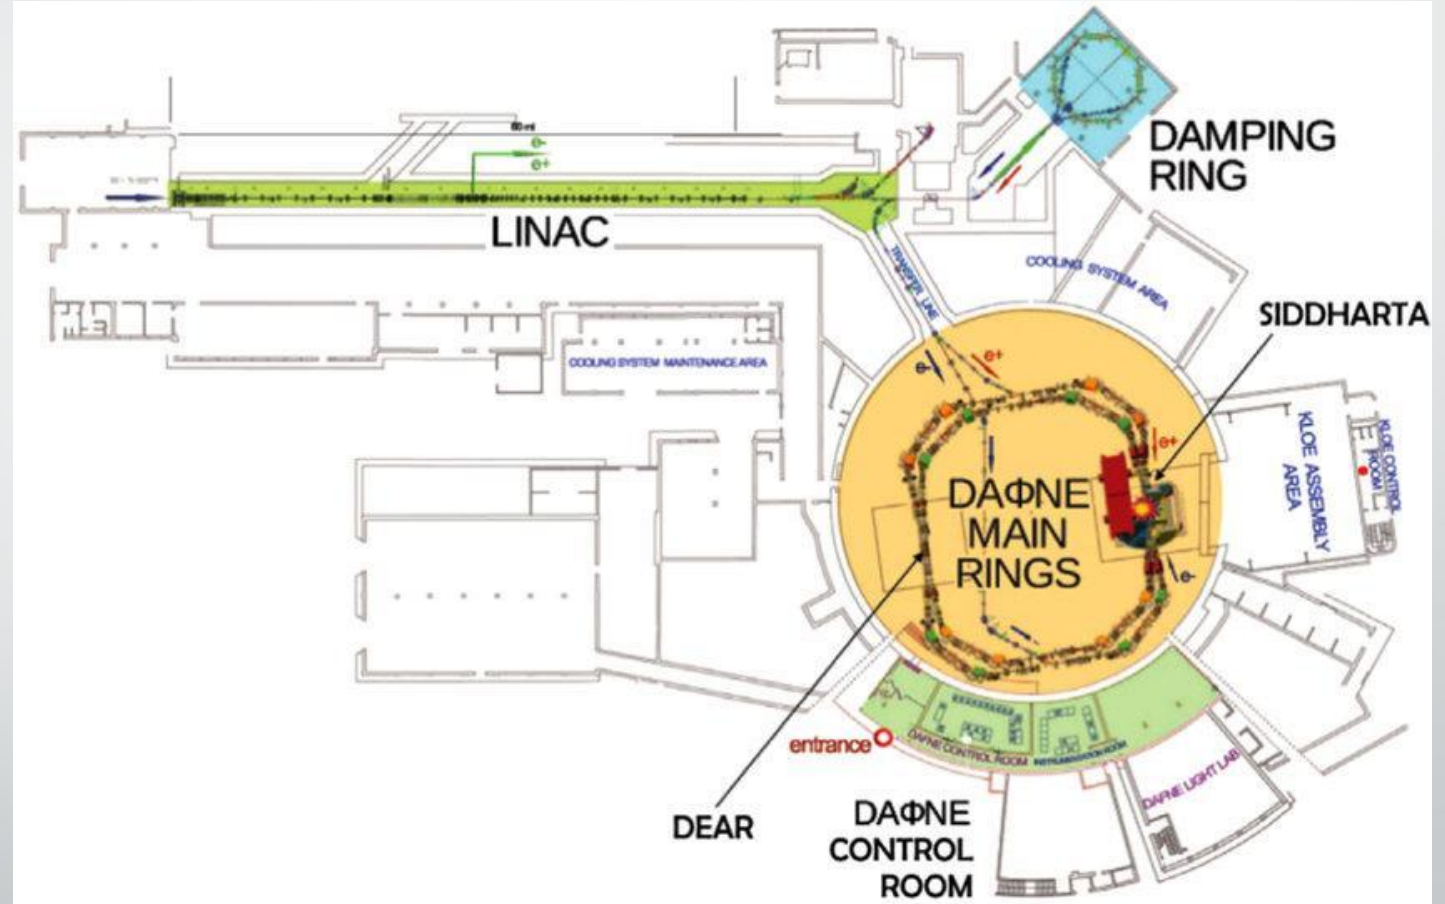 60 m
e-
e+
DAMPING
RING
LINAC
TRANSFER LINE
COOLING SYSTEM AREA
SIDDHARTA
COOLING SYSTEM MAINTENANCE AREA
e-
e+
e+
KLOE ASSEMBLY
AREA
KLOE CONTROL
ROOM
DAΦNE
MAIN
RINGS
e-
entrance
DAFNE CONTROL ROOM
INSTRUMENTATION ROOM
DAFNE LIGHT LAB
DEAR
DAΦNE
CONTROL
ROOM